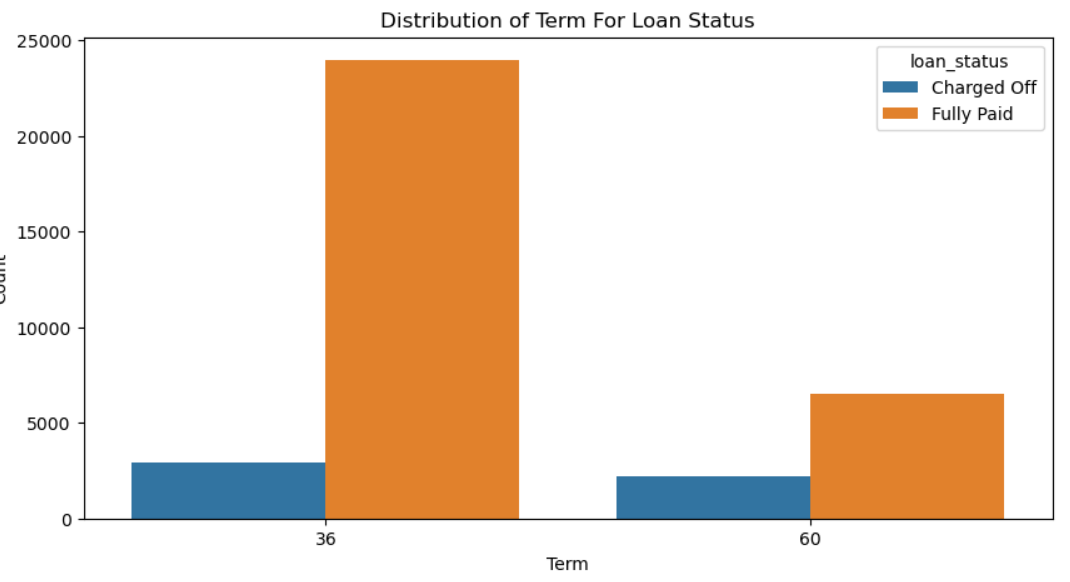 Distribution of Term For Loan Status
25000
20000
15000
10000
5000
0
Count
loan_status
Charged Off
Fully Paid
36
60
Term